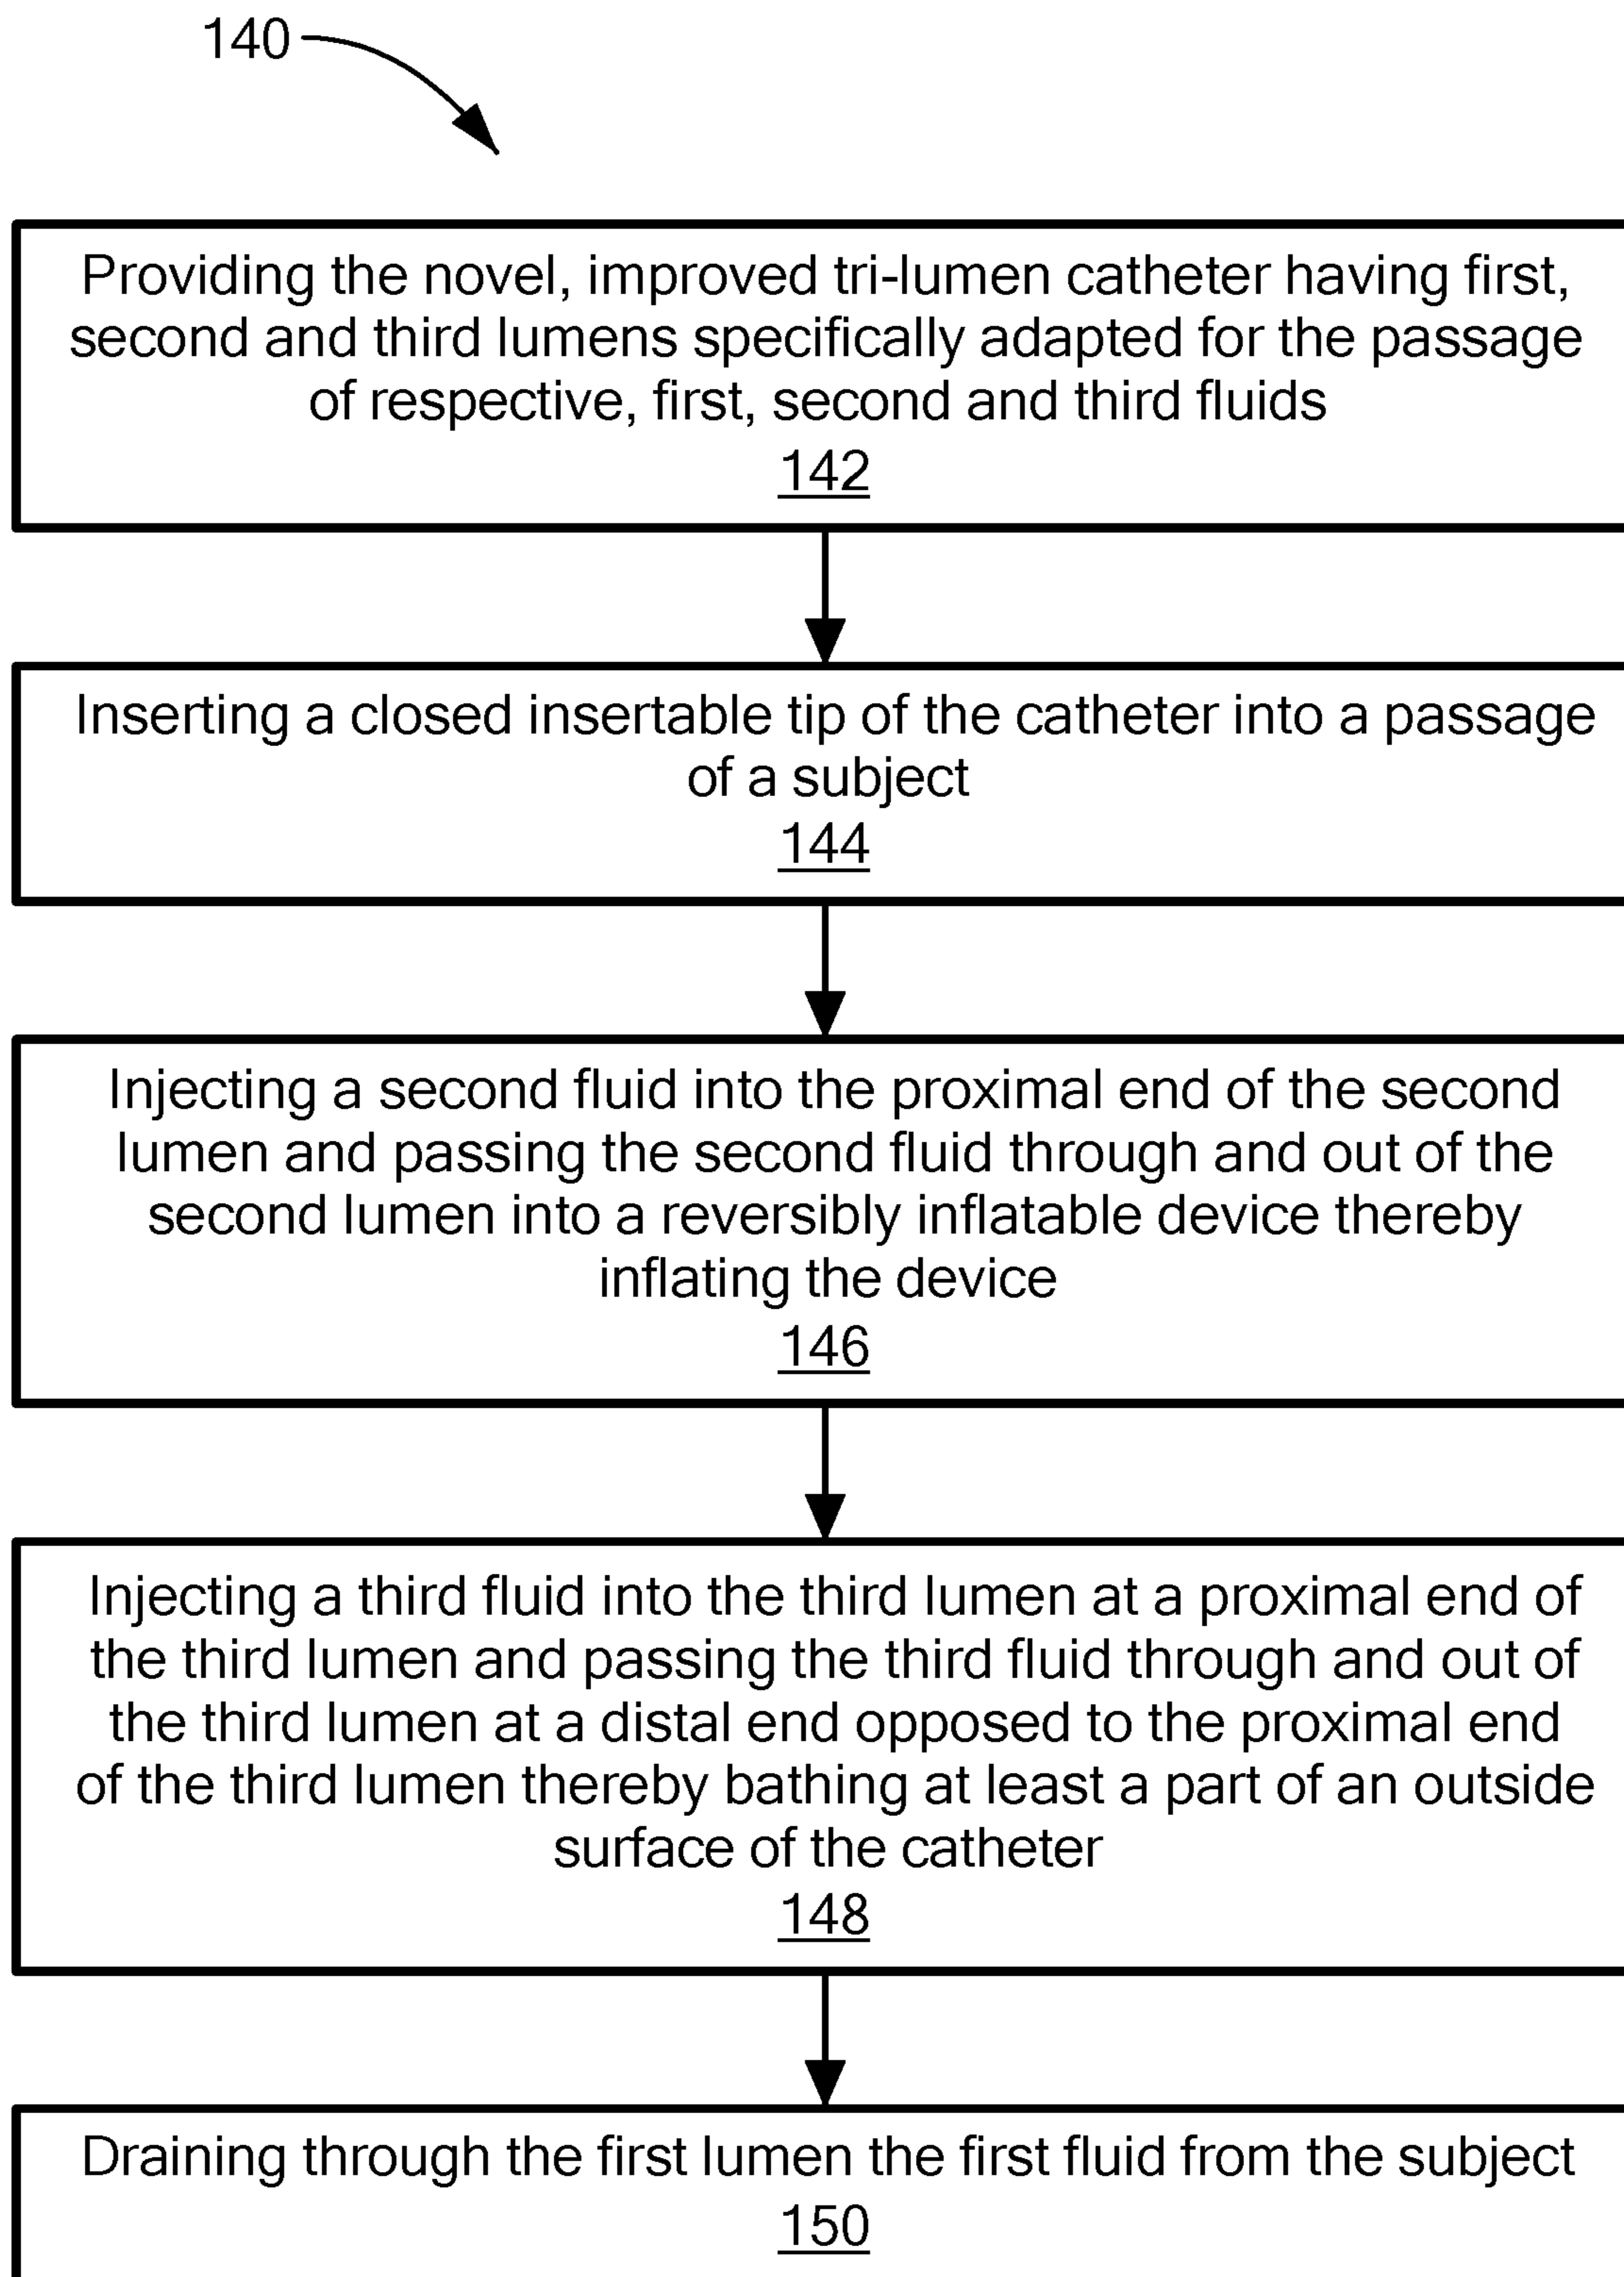 140
Providing the novel, improved tri-lumen catheter having first,
second and third lumens specifically adapted for the passage
of respective, first, second and third fluids
142
Inserting a closed insertable tip of the catheter into a passage
of a subject
144
Injecting a second fluid into the proximal end of the second
lumen and passing the second fluid through and out of the
second lumen into a reversibly inflatable device thereby
inflating the device
146
Injecting a third fluid into the third lumen at a proximal end of
the third lumen and passing the third fluid through and out of
the third lumen at a distal end opposed to the proximal end
of the third lumen thereby bathing at least a part of an outside
surface of the catheter
148
Draining through the first lumen the first fluid from the subject
150